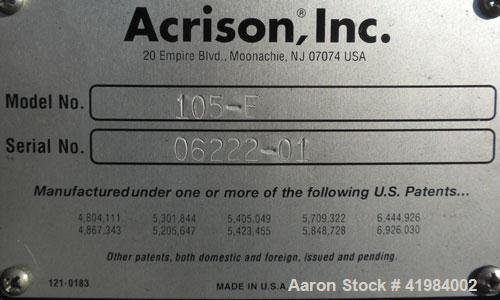 Acrison,® Inc.
20 Empire Blvd., Moonachie, NJ 07074 USA
Model No. 105-F
Serial No. 06222-01
Manufactured under one or more of the following U.S. Patents...
4,804,111 5,301,844 5,405,049 5,709,322 6,444,926
4,867,343 5,205,647 5,423,455 5,848,728 6,926,030
Other patents, both domestic and foreign, issued and pending.
121-0183 MADE IN U.S.A.
Aaron Stock # 41984002